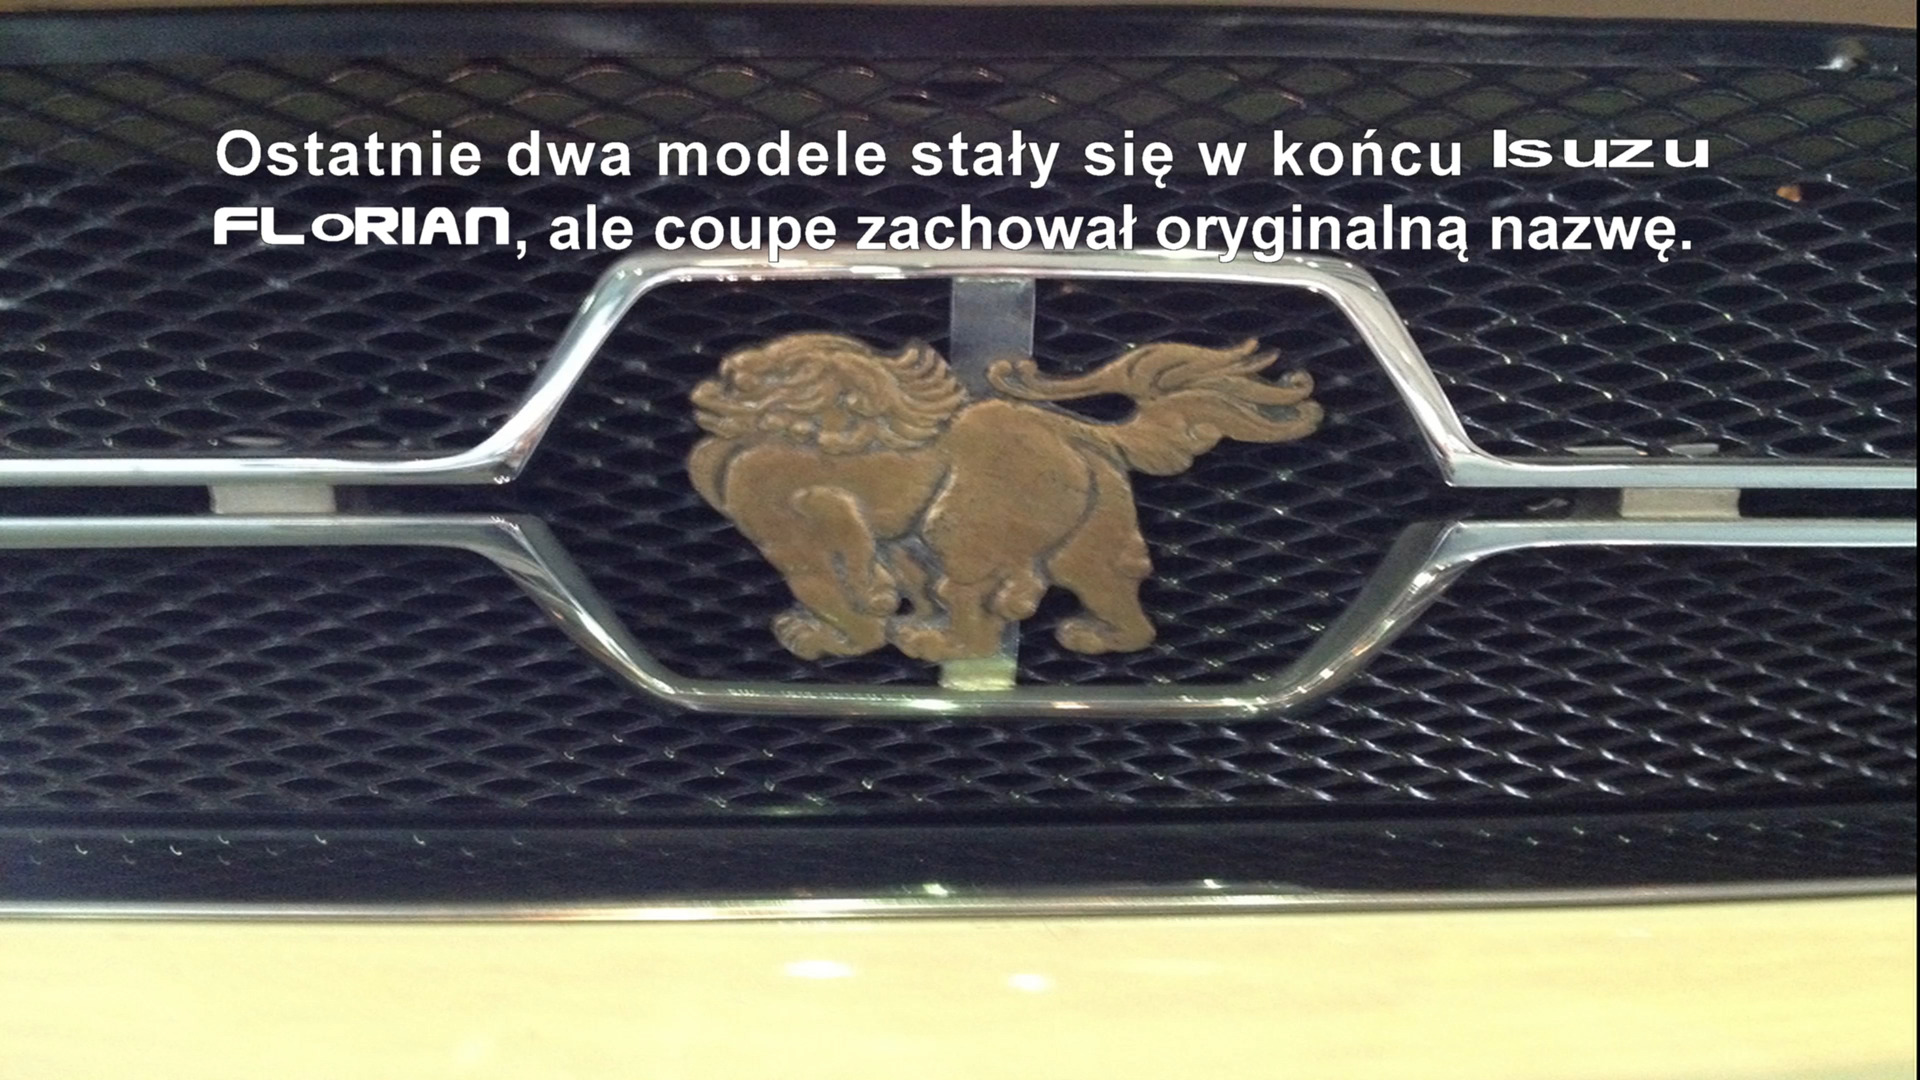 Ostatnie dwa modele stały się w końcu Isuzu
FLoRIAN, ale coupe zachował oryginalną nazwę.